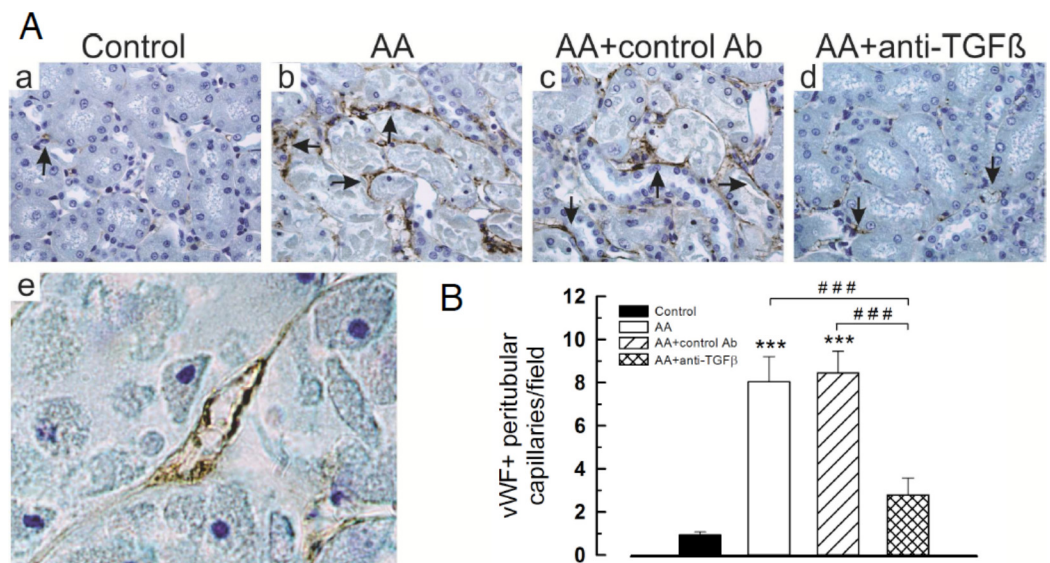 A
Control
AA
AA+control Ab
AA+anti-TGFß
a
b
c
d
e
B
vWF+ peritubular
capillaries/field
12
10
8
6
4
2
0
Control
AA
AA+control Ab
AA+anti-TGFβ
# # #
# # #
***
***